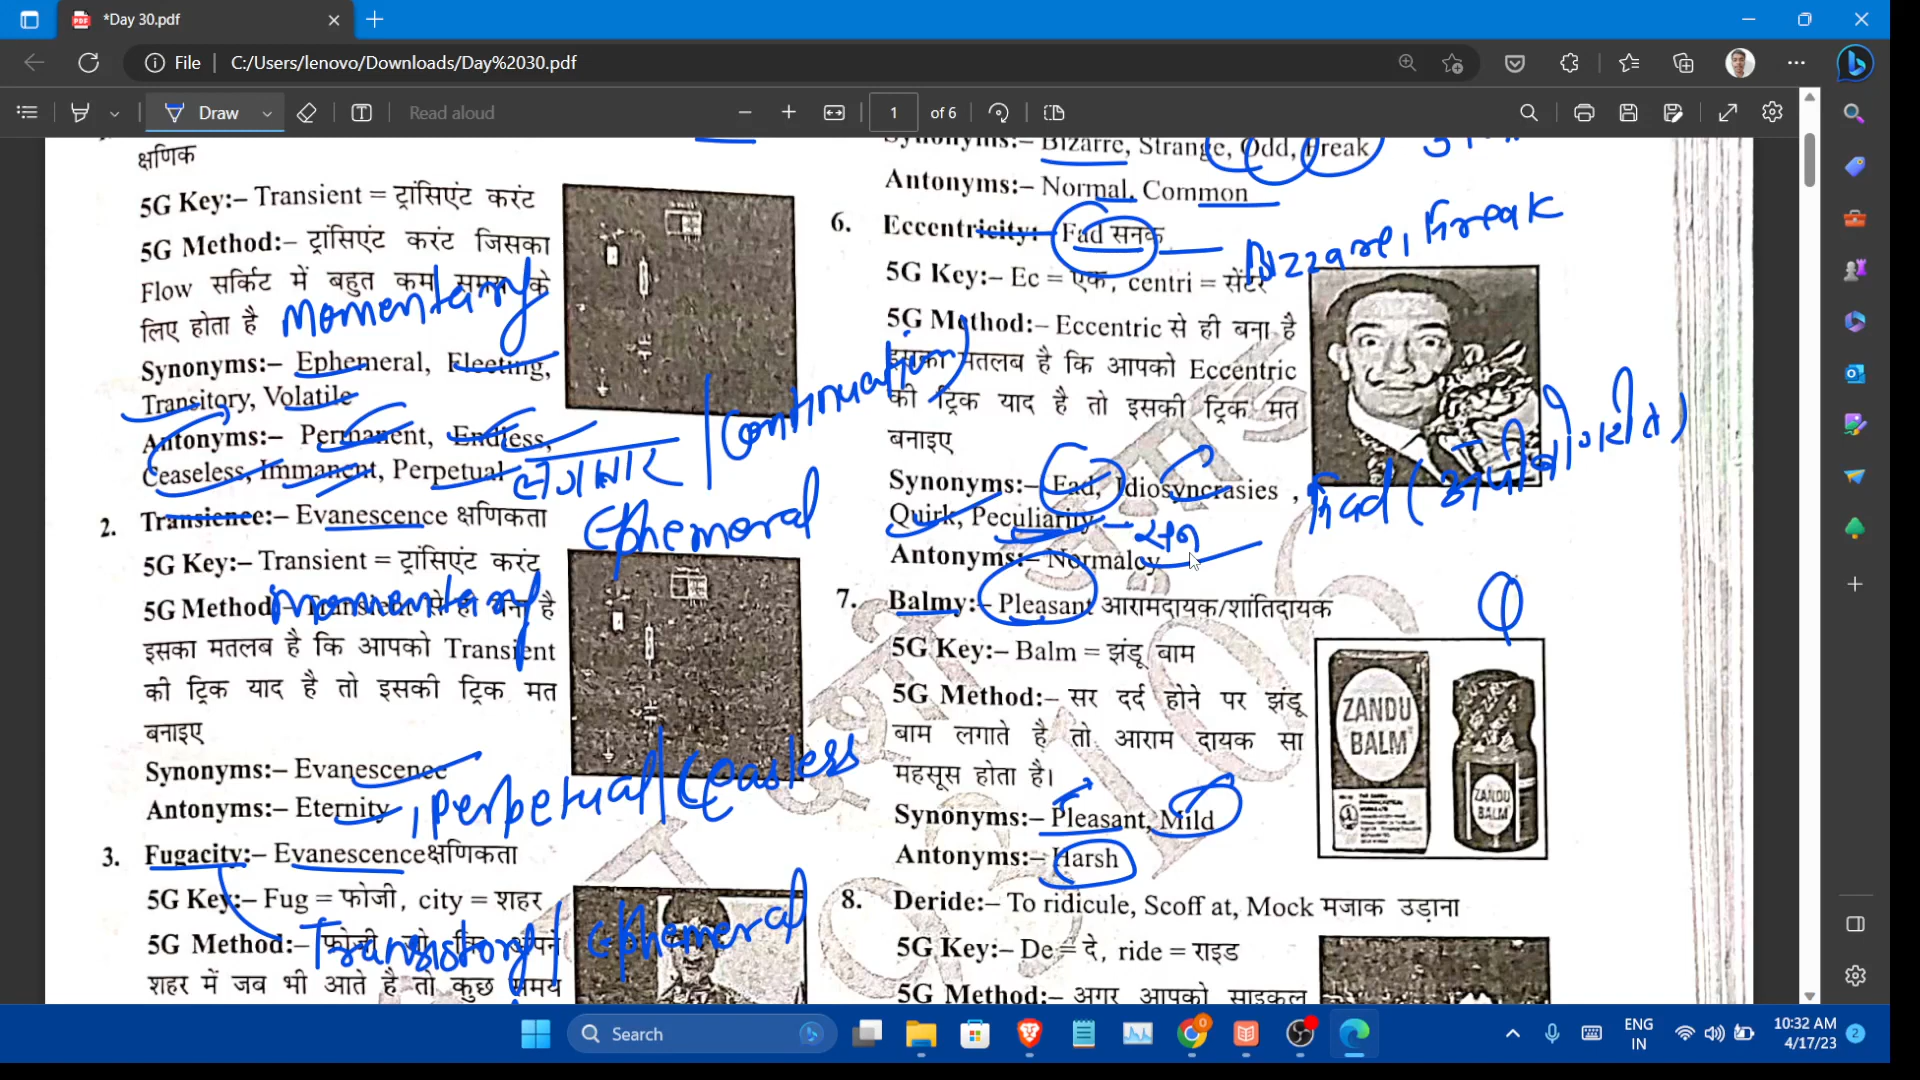 *Day 30.pdf
File
C:/Users/lenovo/Downloads/Day%2030.pdf
Draw
Read aloud
1
of 6
क्षणिक
5G Key:– Transient = ट्रांसिएंट करंट
5G Method:– ट्रांसिएंट करंट जिसका
Flow सर्किट में बहुत कम समय के
लिए होता है momentary
Synonyms:– Ephemeral, Fleeting,
Transitory, Volatile
Antonyms:– Permanent, Endless,
Ceaseless, Immanent, Perpetual लगातार
(continuation)
2. Transience:– Evanescence क्षणिकता
Ephemeral
5G Key:– Transient = ट्रांसिएंट करंट
5G Method:– Transient से ही बना है
momentary
इसका मतलब है कि आपको Transient
की ट्रिक याद है तो इसकी ट्रिक मत
बनाइए
Synonyms:– Evanescence
Antonyms:– Eternity, perpetual/Ceasless
3. Fugacity:– Evanescenceक्षणिकता
5G Key:– Fug = फोजी, city = शहर
5G Method:– फोजी जो कि अपने
Transistory/ephemeral
शहर में जब भी आते है तो कुछ समय
Synonyms:– Bizarre, Strange, Odd, Freak
Antonyms:– Normal, Common
6. Eccentricity:– Fad सनक
Bizzare, Freak
5G Key:– Ec = एक, centri = सेंटर
5G Method:– Eccentric से ही बना है
इसका मतलब है कि आपको Eccentric
की ट्रिक याद है तो इसकी ट्रिक मत
बनाइए
Synonyms:– Fad, Idiosyncrasies ,
Quirk, Peculiarity
Fad
Antonyms:– Normalcy
7. Balmy:– Pleasant आरामदायक/शांतिदायक
5G Key:– Balm = झंडू बाम
5G Method:– सर दर्द होने पर झंडू
बाम लगाते है तो आराम दायक सा
महसूस होता है।
Synonyms:– Pleasant, Mild
Antonyms:– Harsh
ZANDU
BALM
ZANDU
BALM
8. Deride:– To ridicule, Scoff at, Mock मजाक उड़ाना
5G Key:– De = दे, ride = राइड
5G Method:– अगर आपको साइकल
Search
ENG
IN
10:32 AM
4/17/23
2